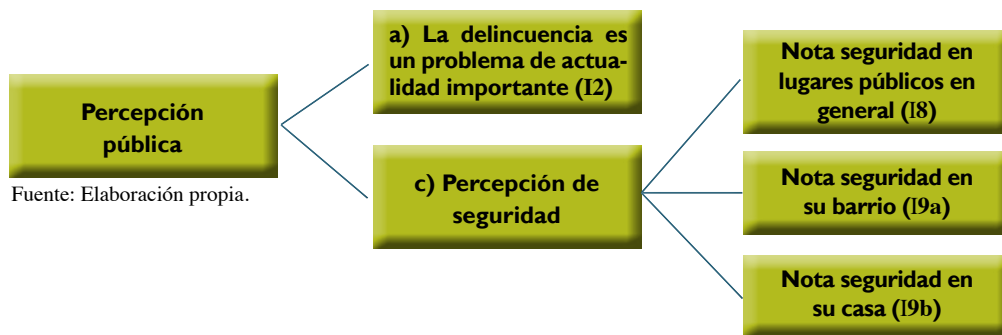 Percepción
pública
Fuente: Elaboración propia.
a) La delincuencia es
un problema de actua-
lidad importante (I2)
c) Percepción de
seguridad
Nota seguridad en
lugares públicos en
general (I8)
Nota seguridad en
su barrio (I9a)
Nota seguridad en
su casa (I9b)